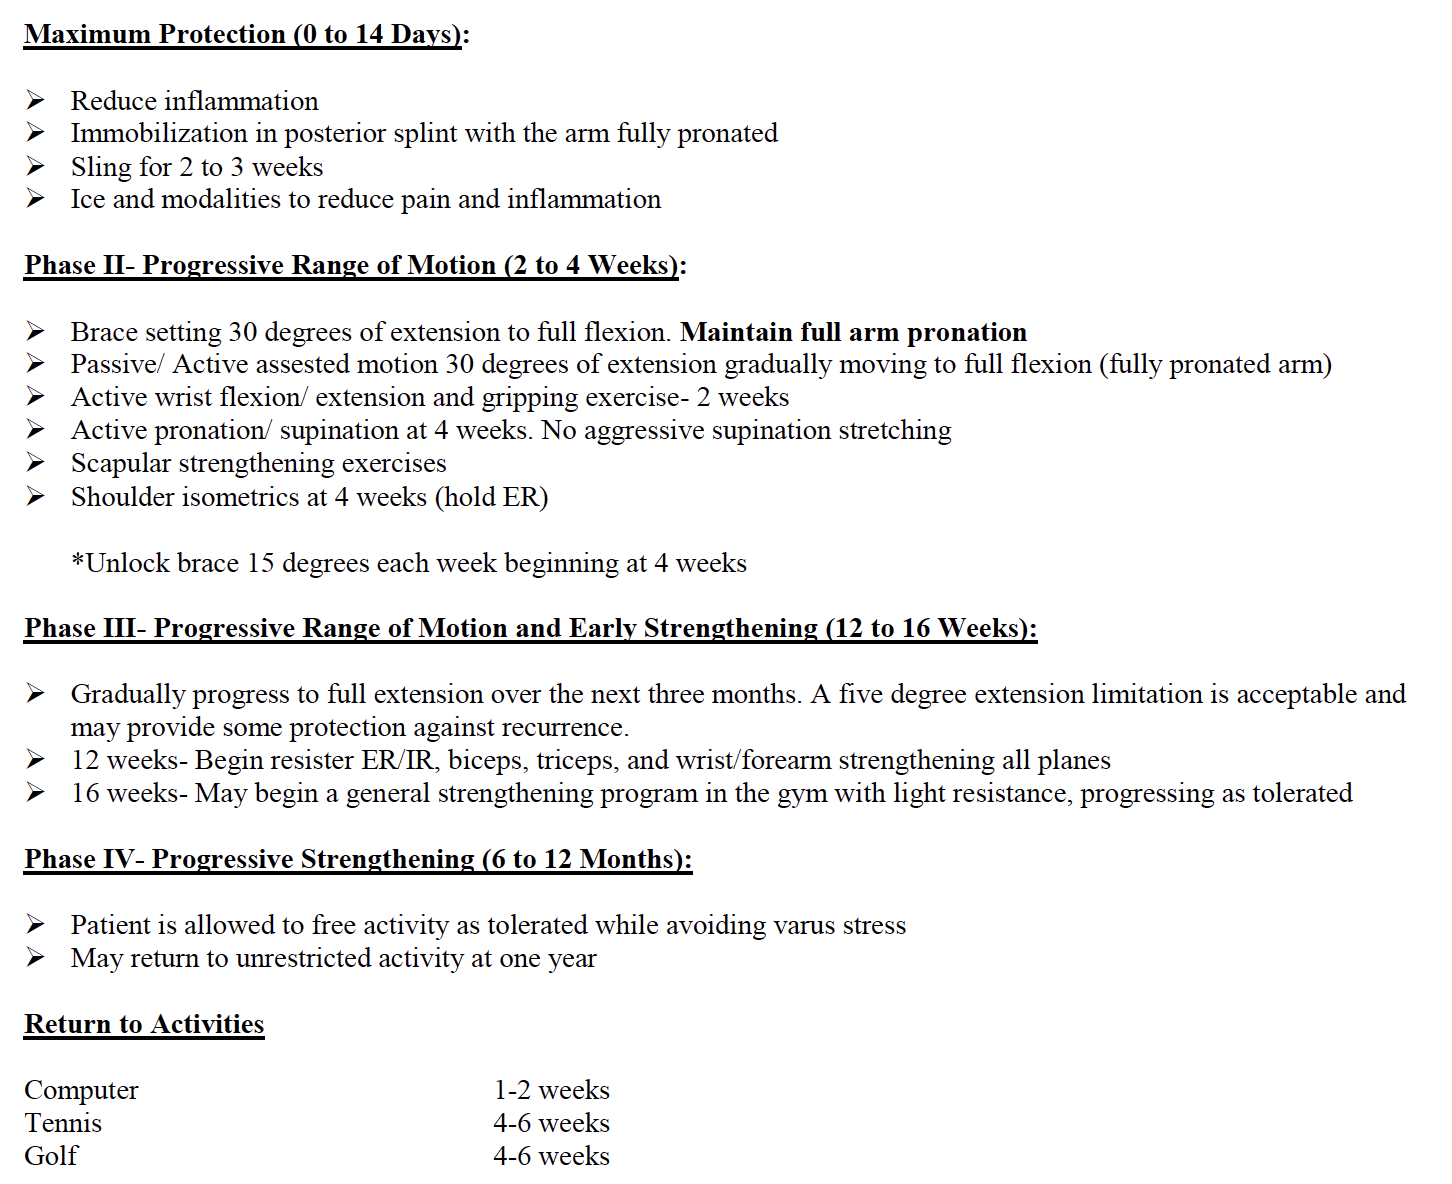 Maximum Protection (0 to 14 Days):
➢ Reduce inflammation
➢ Immobilization in posterior splint with the arm fully pronated
➢ Sling for 2 to 3 weeks
➢ Ice and modalities to reduce pain and inflammation
Phase II- Progressive Range of Motion (2 to 4 Weeks):
➢ Brace setting 30 degrees of extension to full flexion. Maintain full arm pronation
➢ Passive/ Active assested motion 30 degrees of extension gradually moving to full flexion (fully pronated arm)
➢ Active wrist flexion/ extension and gripping exercise- 2 weeks
➢ Active pronation/ supination at 4 weeks. No aggressive supination stretching
➢ Scapular strengthening exercises
➢ Shoulder isometrics at 4 weeks (hold ER)
*Unlock brace 15 degrees each week beginning at 4 weeks
Phase III- Progressive Range of Motion and Early Strengthening (12 to 16 Weeks):
➢ Gradually progress to full extension over the next three months. A five degree extension limitation is acceptable and
may provide some protection against recurrence.
➢ 12 weeks- Begin resister ER/IR, biceps, triceps, and wrist/forearm strengthening all planes
➢ 16 weeks- May begin a general strengthening program in the gym with light resistance, progressing as tolerated
Phase IV- Progressive Strengthening (6 to 12 Months):
➢ Patient is allowed to free activity as tolerated while avoiding varus stress
➢ May return to unrestricted activity at one year
Return to Activities
Computer 1-2 weeks
Tennis 4-6 weeks
Golf 4-6 weeks